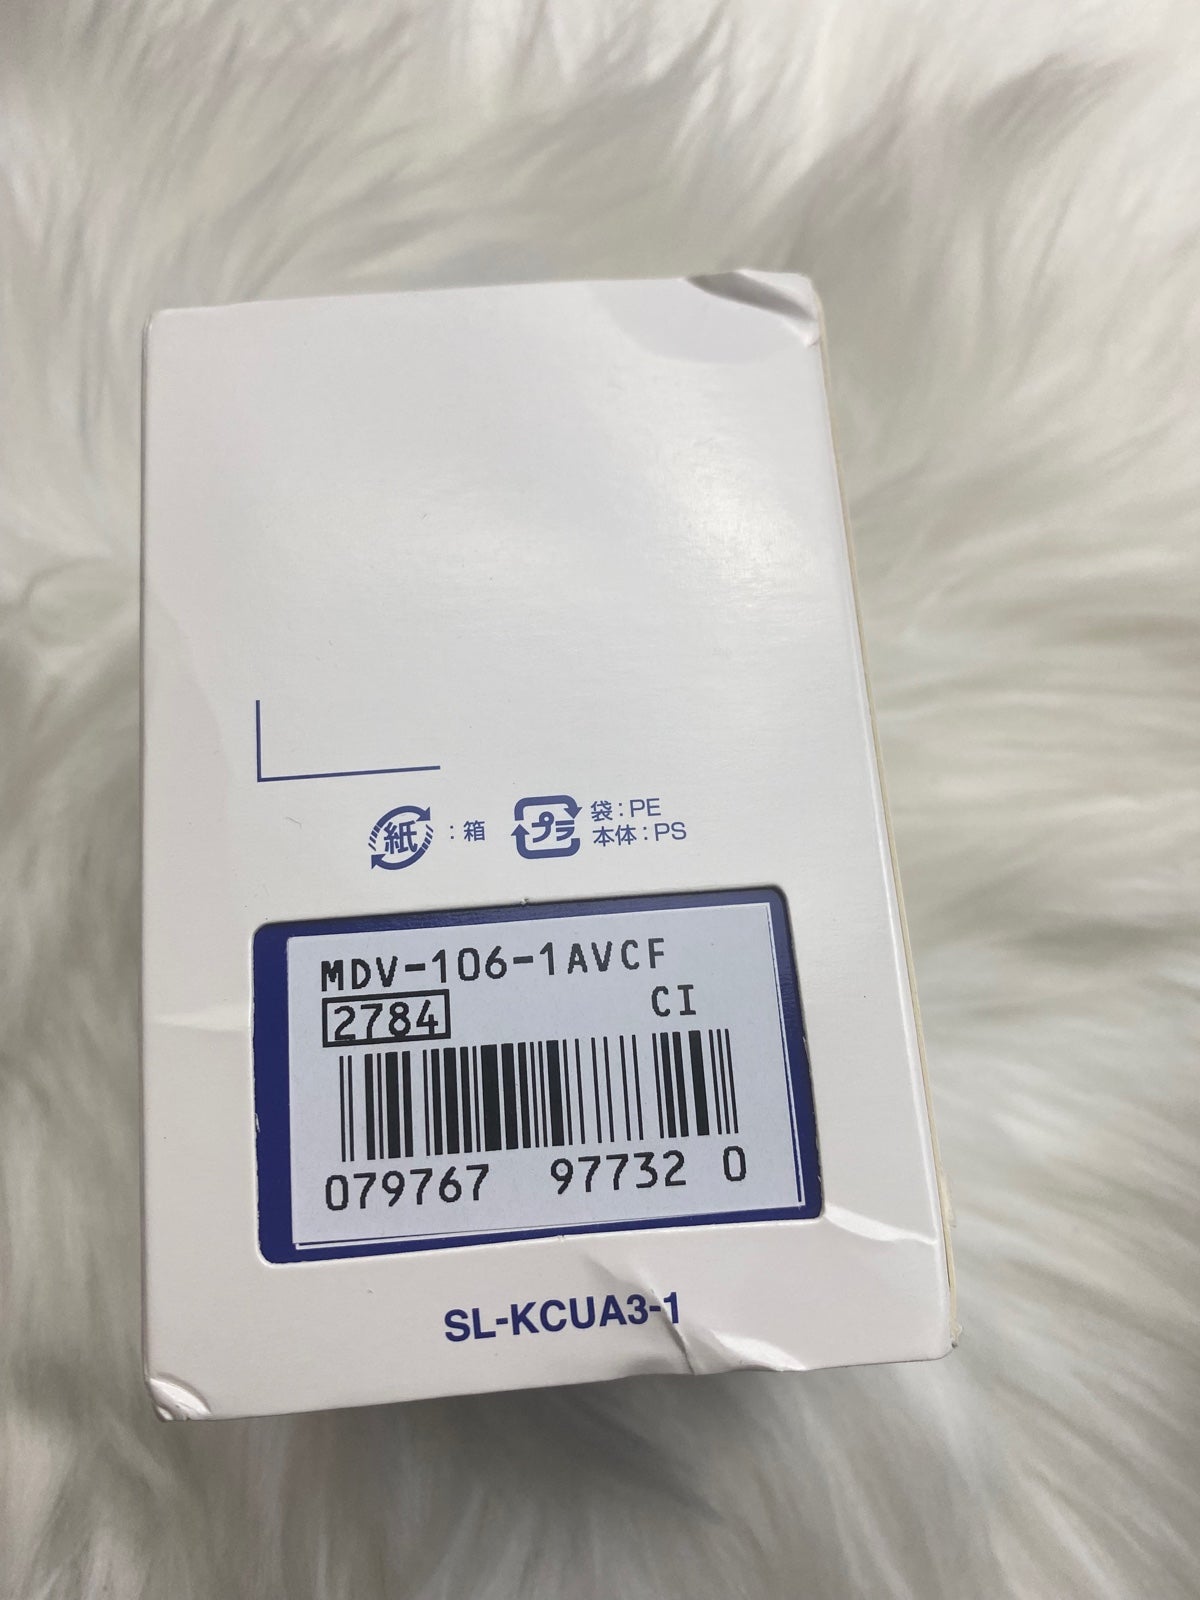 紙 : 箱
プラ 袋 : PE
本体 : PS
MDV-106-1AVCF
2784 CI
079767 97732 0
SL-KCUA3-1